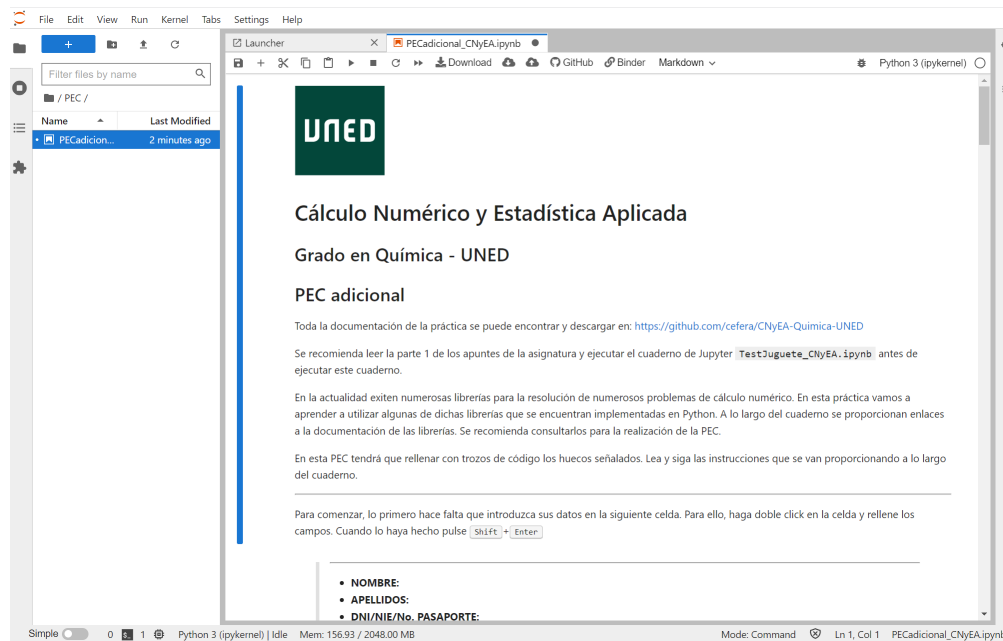 File Edit View Run Kernel Tabs Settings Help
Launcher
PECadicional_CNyEA.ipynb
Filter files by name
Download
GitHub
Binder
Markdown
Python 3 (ipykernel)
/ PEC /
Name
Last Modified
PECadicion...
2 minutes ago
UNED
Cálculo Numérico y Estadística Aplicada
Grado en Química - UNED
PEC adicional
Toda la documentación de la práctica se puede encontrar y descargar en: https://github.com/cefera/CNyEA-Quimica-UNED
Se recomienda leer la parte 1 de los apuntes de la asignatura y ejecutar el cuaderno de Jupyter TestJuguete_CNyEA.ipynb antes de
ejecutar este cuaderno.
En la actualidad exiten numerosas librerías para la resolución de numerosos problemas de cálculo numérico. En esta práctica vamos a
aprender a utilizar algunas de dichas librerías que se encuentran implementadas en Python. A lo largo del cuaderno se proporcionan enlaces
a la documentación de las librerías. Se recomienda consultarlos para la realización de la PEC.
En esta PEC tendrá que rellenar con trozos de código los huecos señalados. Lea y siga las instrucciones que se van proporcionando a lo largo
del cuaderno.
Para comenzar, lo primero hace falta que introduzca sus datos en la siguiente celda. Para ello, haga doble click en la celda y rellene los
campos. Cuando lo haya hecho pulse Shift + Enter
• NOMBRE:
• APELLIDOS:
• DNI/NIE/No. PASAPORTE:
Simple 0 $_ 1 Python 3 (ipykernel) | Idle Mem: 156.93 / 2048.00 MB Mode: Command Ln 1, Col 1 PECadicional_CNyEA.ipynb